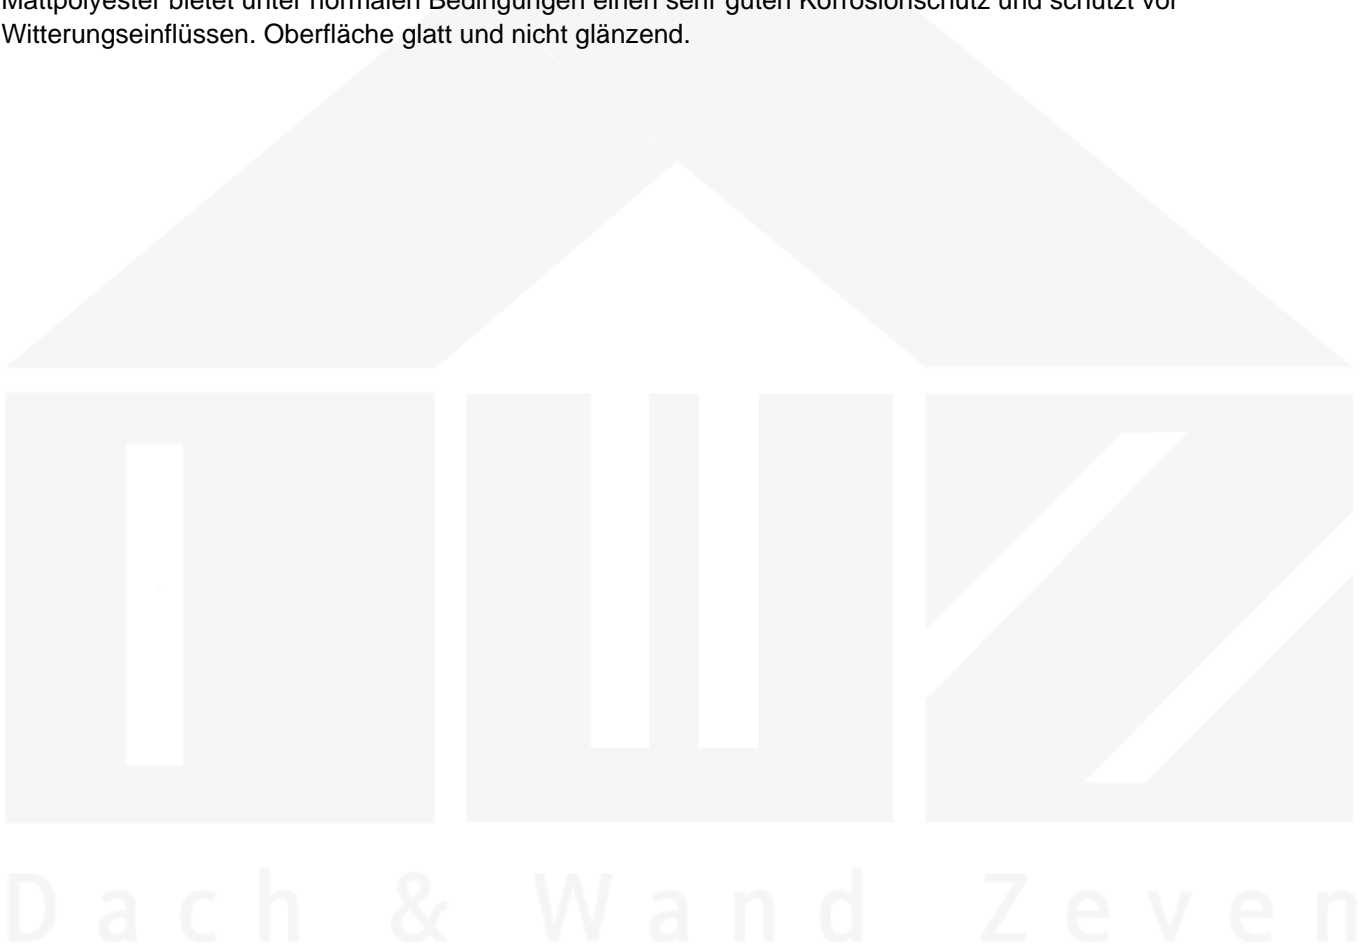 Mattpolyester bietet unter normalen Bedingungen einen sehr guten Korrosionschutz und schützt vor
Witterungseinflüssen. Oberfläche glatt und nicht glänzend.
Dach & Wand Zeven